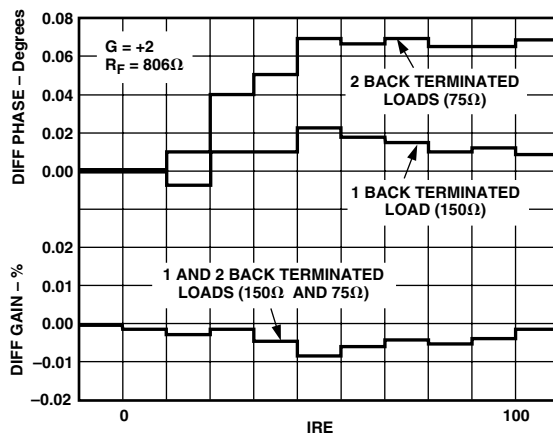 DIFF PHASE – Degrees
0.08
0.06
0.04
0.02
0.00
G = +2
RF = 806Ω
2 BACK TERMINATED
LOADS (75Ω)
1 BACK TERMINATED
LOAD (150Ω)
DIFF GAIN – %
0.02
0.01
0.00
–0.01
–0.02
1 AND 2 BACK TERMINATED
LOADS (150Ω AND 75Ω)
0
100
IRE